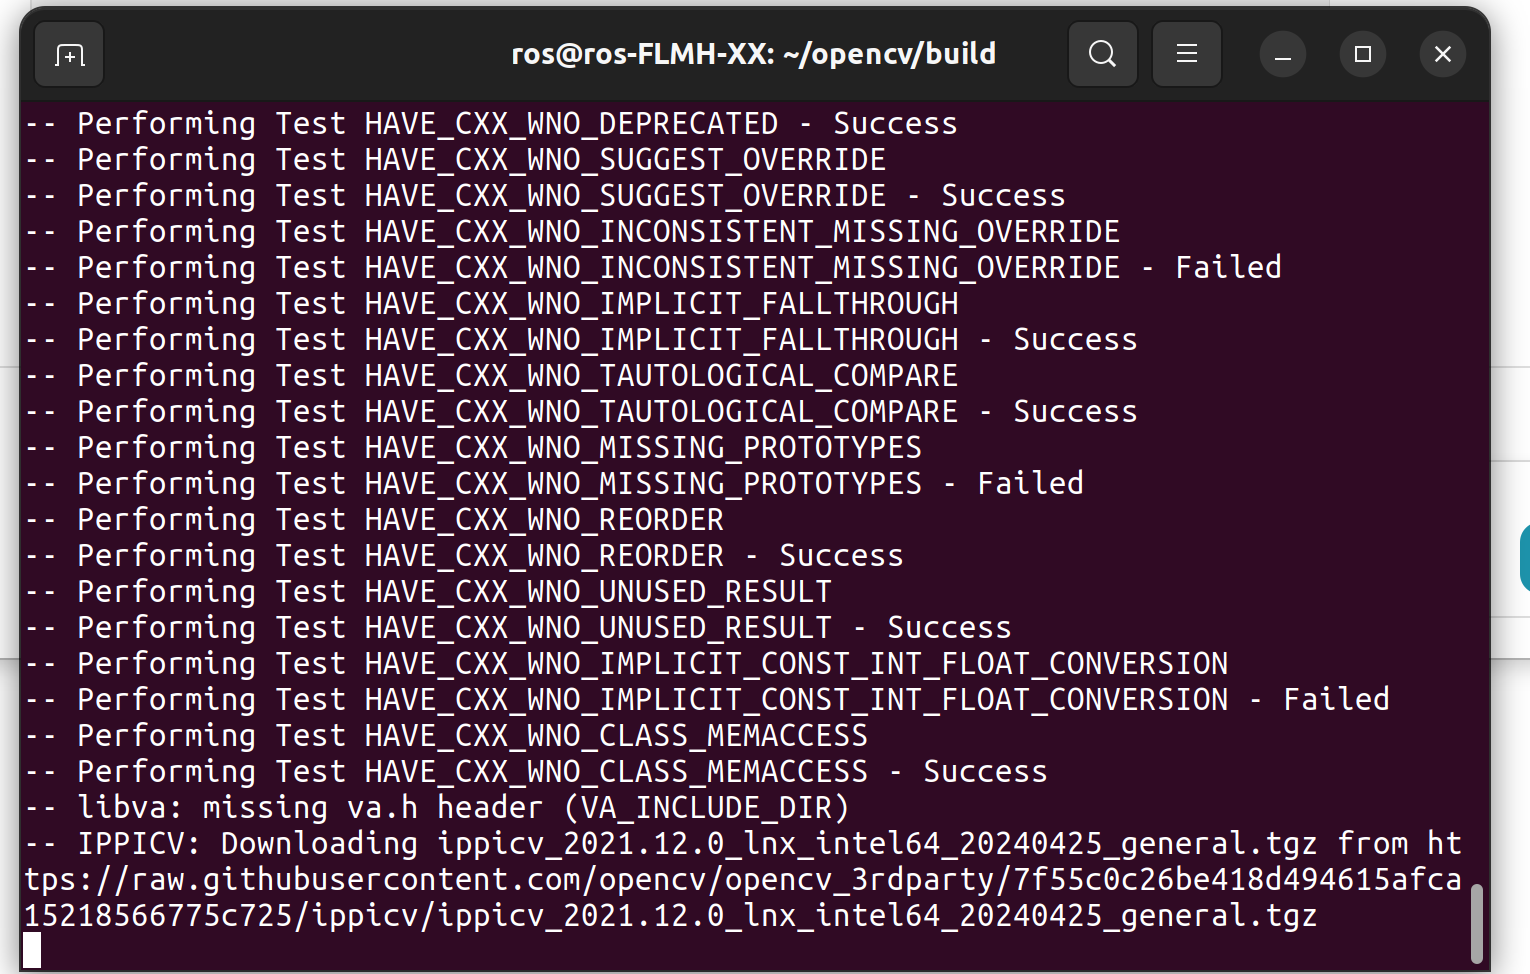 ros@ros-FLMH-XX: ~/opencv/build
-- Performing Test HAVE_CXX_WNO_DEPRECATED - Success
-- Performing Test HAVE_CXX_WNO_SUGGEST_OVERRIDE
-- Performing Test HAVE_CXX_WNO_SUGGEST_OVERRIDE - Success
-- Performing Test HAVE_CXX_WNO_INCONSISTENT_MISSING_OVERRIDE
-- Performing Test HAVE_CXX_WNO_INCONSISTENT_MISSING_OVERRIDE - Failed
-- Performing Test HAVE_CXX_WNO_IMPLICIT_FALLTHROUGH
-- Performing Test HAVE_CXX_WNO_IMPLICIT_FALLTHROUGH - Success
-- Performing Test HAVE_CXX_WNO_TAUTOLOGICAL_COMPARE
-- Performing Test HAVE_CXX_WNO_TAUTOLOGICAL_COMPARE - Success
-- Performing Test HAVE_CXX_WNO_MISSING_PROTOTYPES
-- Performing Test HAVE_CXX_WNO_MISSING_PROTOTYPES - Failed
-- Performing Test HAVE_CXX_WNO_REORDER
-- Performing Test HAVE_CXX_WNO_REORDER - Success
-- Performing Test HAVE_CXX_WNO_UNUSED_RESULT
-- Performing Test HAVE_CXX_WNO_UNUSED_RESULT - Success
-- Performing Test HAVE_CXX_WNO_IMPLICIT_CONST_INT_FLOAT_CONVERSION
-- Performing Test HAVE_CXX_WNO_IMPLICIT_CONST_INT_FLOAT_CONVERSION - Failed
-- Performing Test HAVE_CXX_WNO_CLASS_MEMACCESS
-- Performing Test HAVE_CXX_WNO_CLASS_MEMACCESS - Success
-- libva: missing va.h header (VA_INCLUDE_DIR)
-- IPPICV: Downloading ippicv_2021.12.0_lnx_intel64_20240425_general.tgz from ht
tps://raw.githubusercontent.com/opencv/opencv_3rdparty/7f55c0c26be418d494615afca
15218566775c725/ippicv/ippicv_2021.12.0_lnx_intel64_20240425_general.tgz